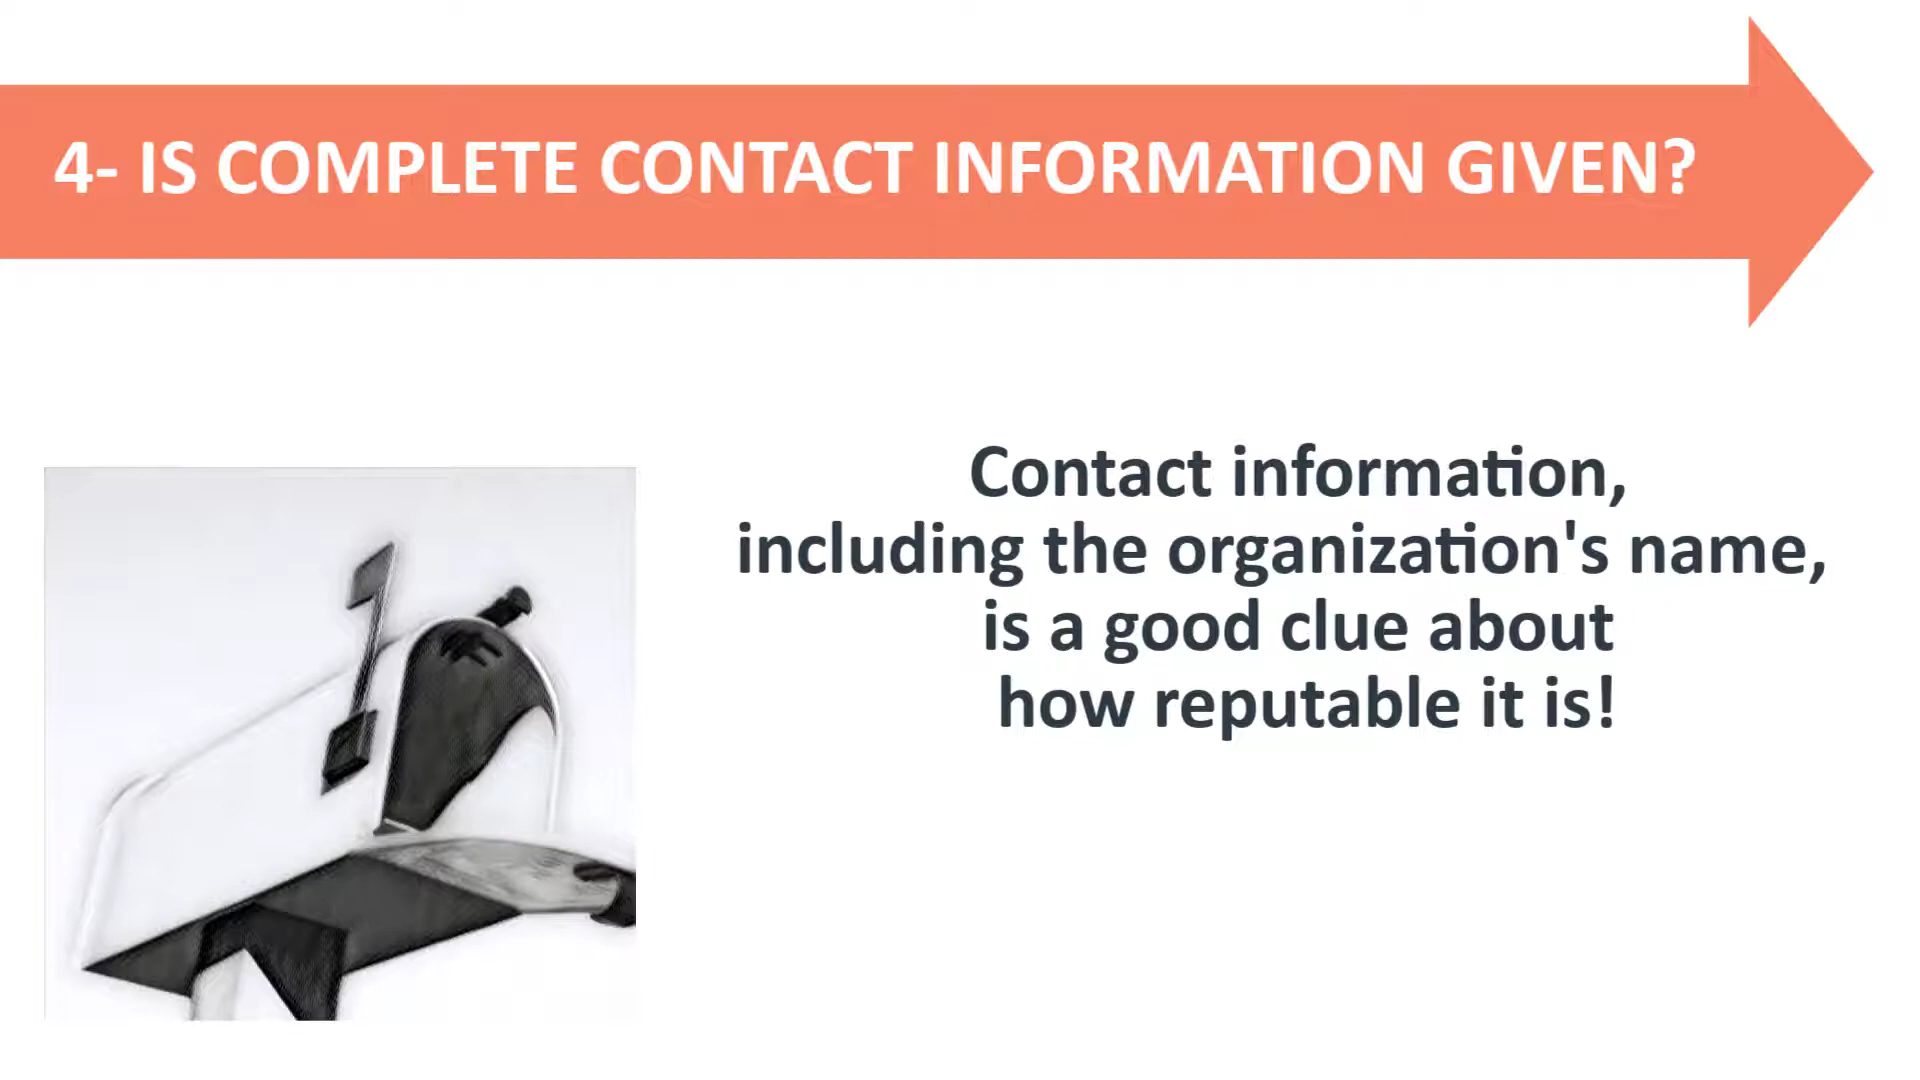 4- IS COMPLETE CONTACT INFORMATION GIVEN?
Contact information,
including the organization's name,
is a good clue about
how reputable it is!